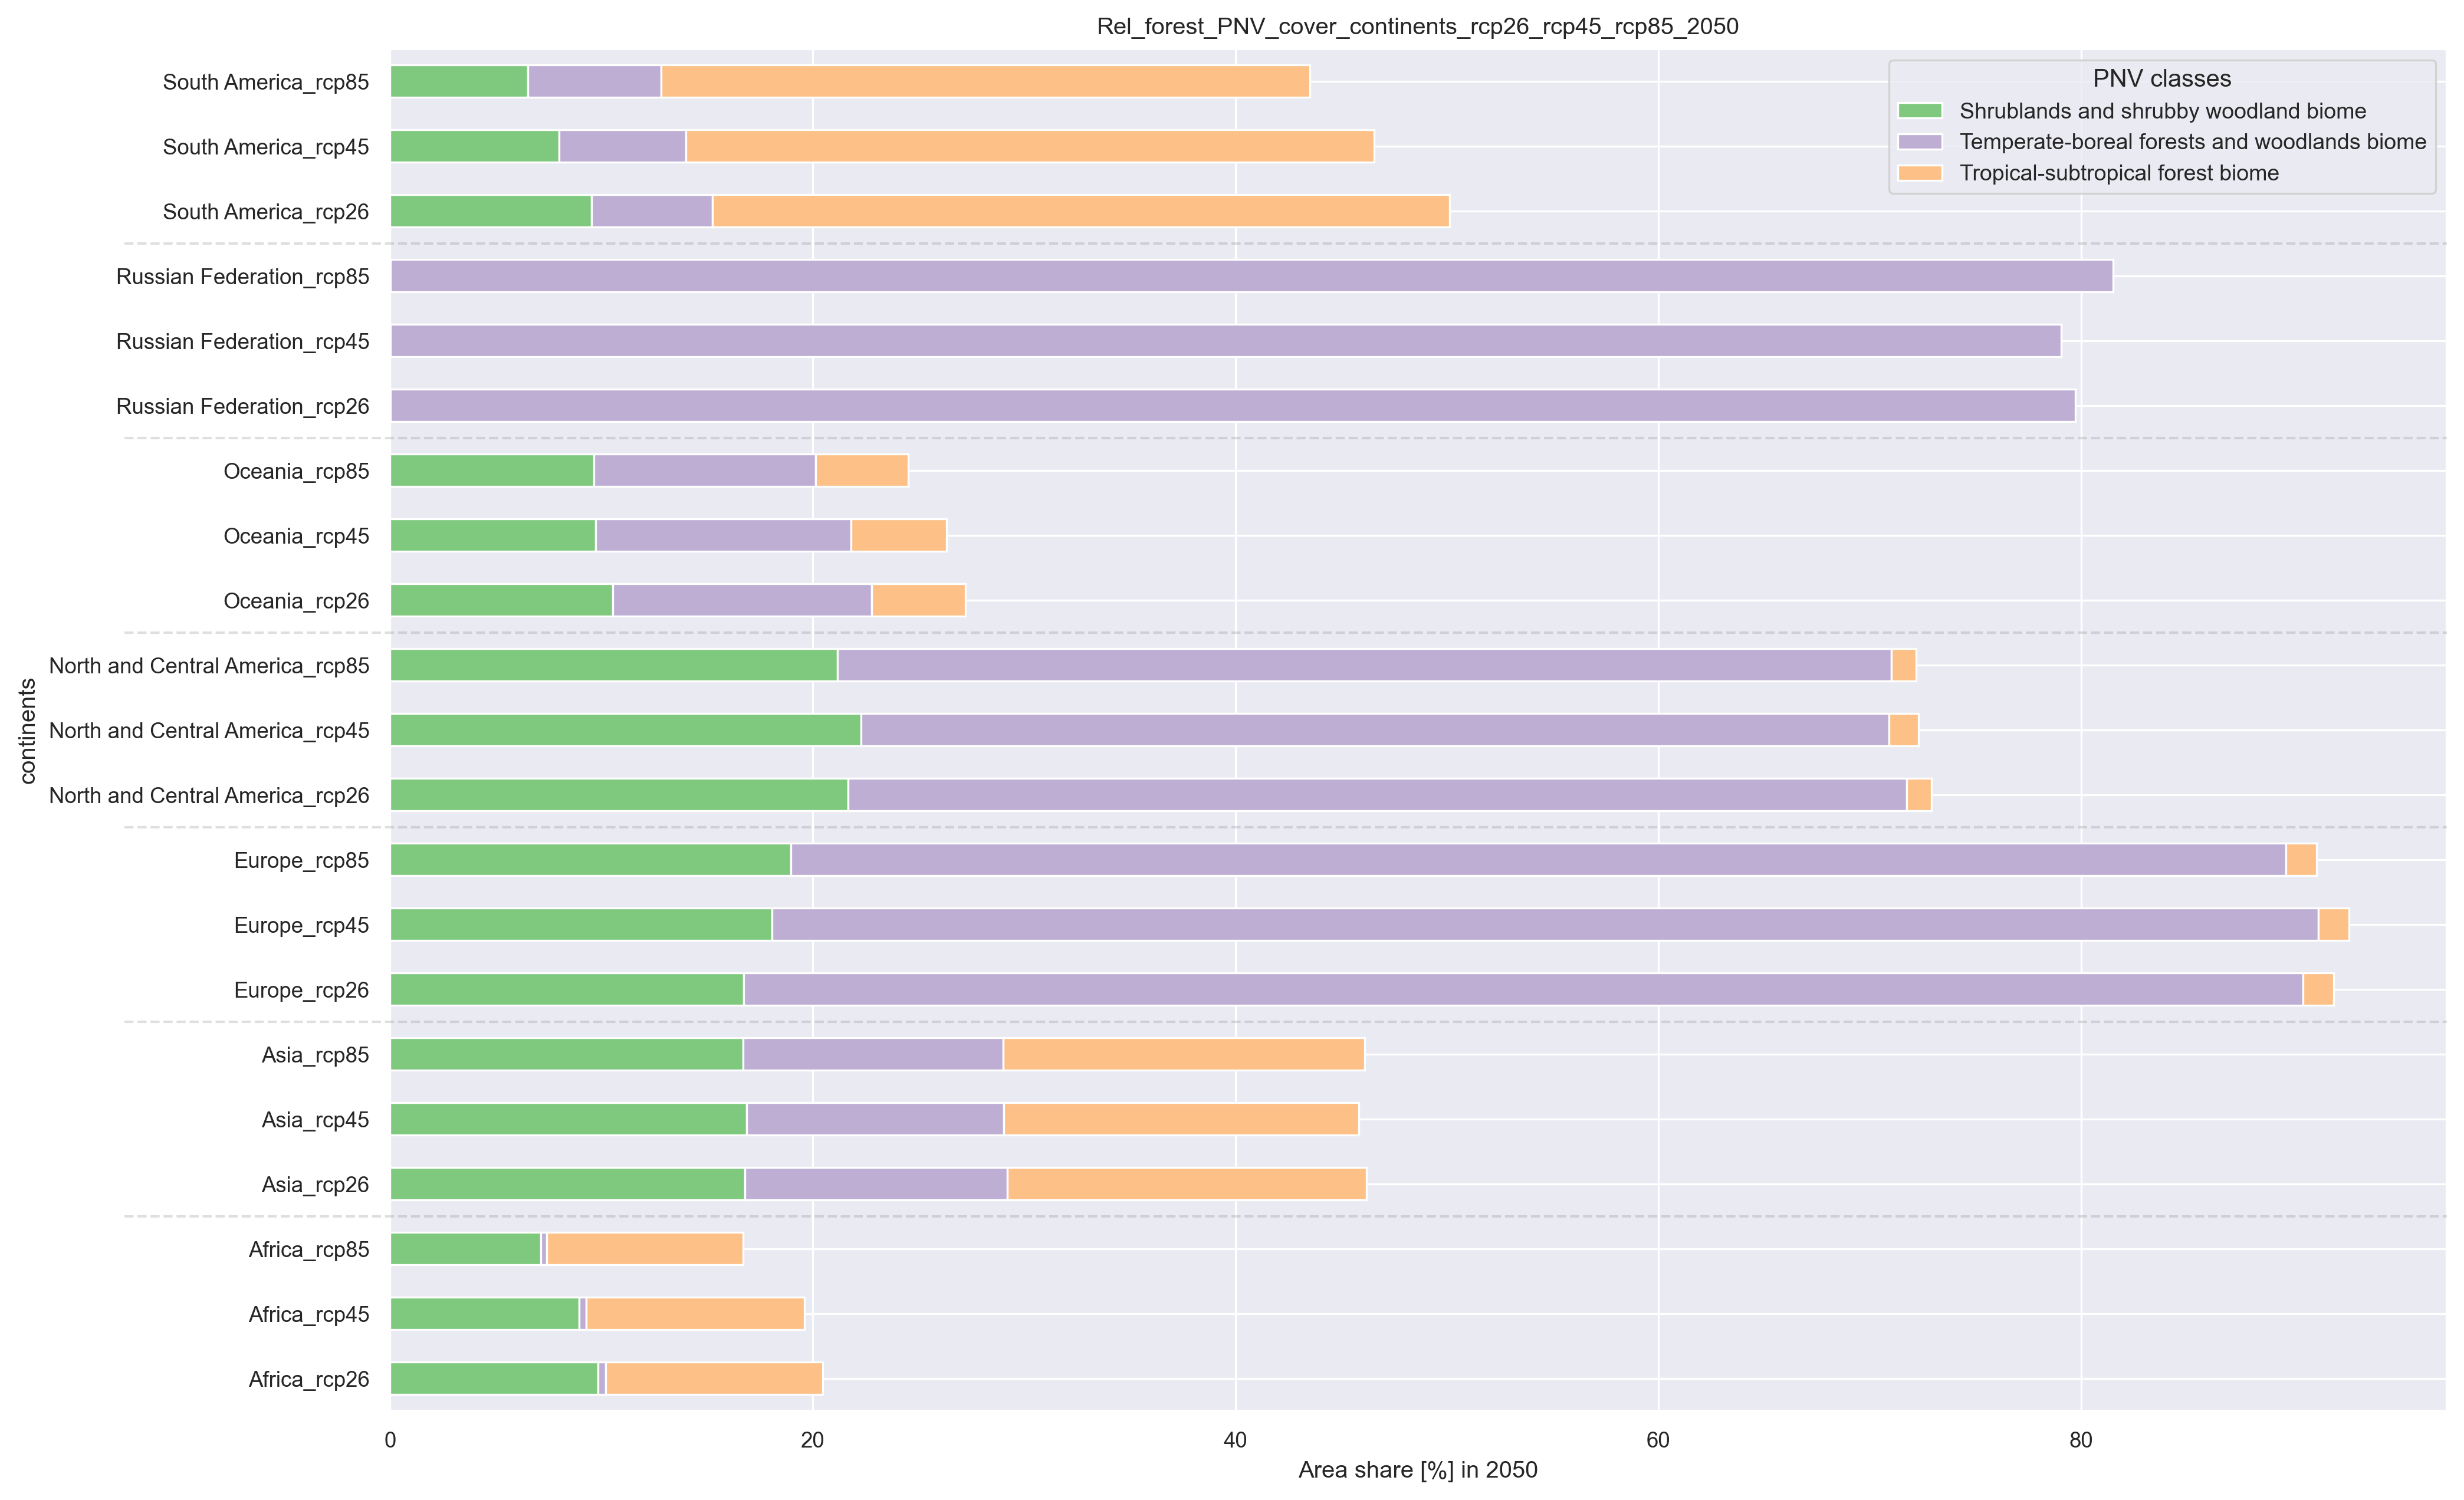 Rel_forest_PNV_cover_continents_rcp26_rcp45_rcp85_2050
PNV classes
Shrublands and shrubby woodland biome
Temperate-boreal forests and woodlands biome
Tropical-subtropical forest biome
continents
South America_rcp85
South America_rcp45
South America_rcp26
Russian Federation_rcp85
Russian Federation_rcp45
Russian Federation_rcp26
Oceania_rcp85
Oceania_rcp45
Oceania_rcp26
North and Central America_rcp85
North and Central America_rcp45
North and Central America_rcp26
Europe_rcp85
Europe_rcp45
Europe_rcp26
Asia_rcp85
Asia_rcp45
Asia_rcp26
Africa_rcp85
Africa_rcp45
Africa_rcp26
0 20 40 60 80
Area share [%] in 2050